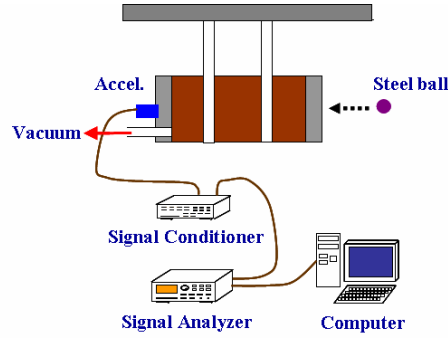 Accel.
Steel ball
Vacuum
Signal Conditioner
Signal Analyzer
Computer